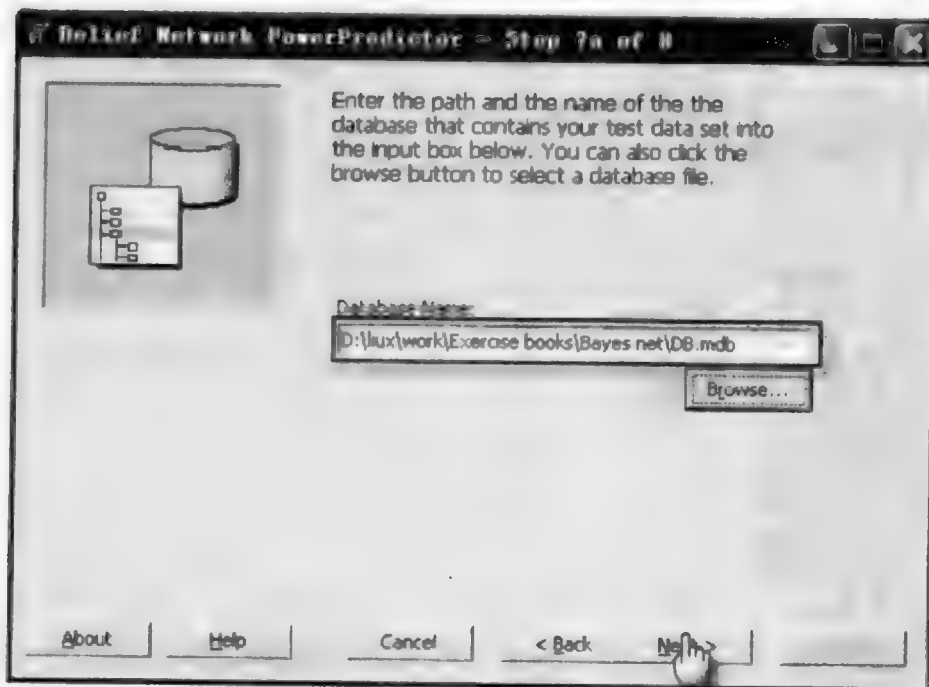 Belief Network PowerPredictor - Step 7a of 8
Enter the path and the name of the the
database that contains your test data set into
the input box below. You can also click the
browse button to select a database file.
Database Name:
D:\liux\work\Exercise books\Bayes net\DB.mdb
Browse...
About
Help
Cancel
< Back
Next >